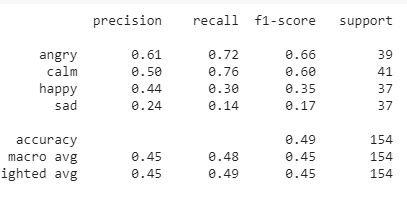 precision recall f1-score support
angry 0.61 0.72 0.66 39
calm 0.50 0.76 0.60 41
happy 0.44 0.30 0.35 37
sad 0.24 0.14 0.17 37
accuracy 0.49 154
macro avg 0.45 0.48 0.45 154
ighted avg 0.45 0.49 0.45 154